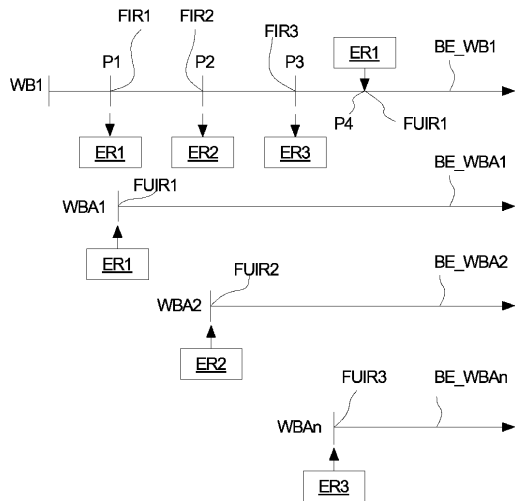 FIR1 FIR2 FIR3
P1 P2 P3 ER1 BE_WB1
WB1
ER1 ER2 ER3 P4 FUIR1
FUIR1 BE_WBA1
WBA1
ER1
FUIR2 BE_WBA2
WBA2
ER2
FUIR3 BE_WBAn
WBAn
ER3